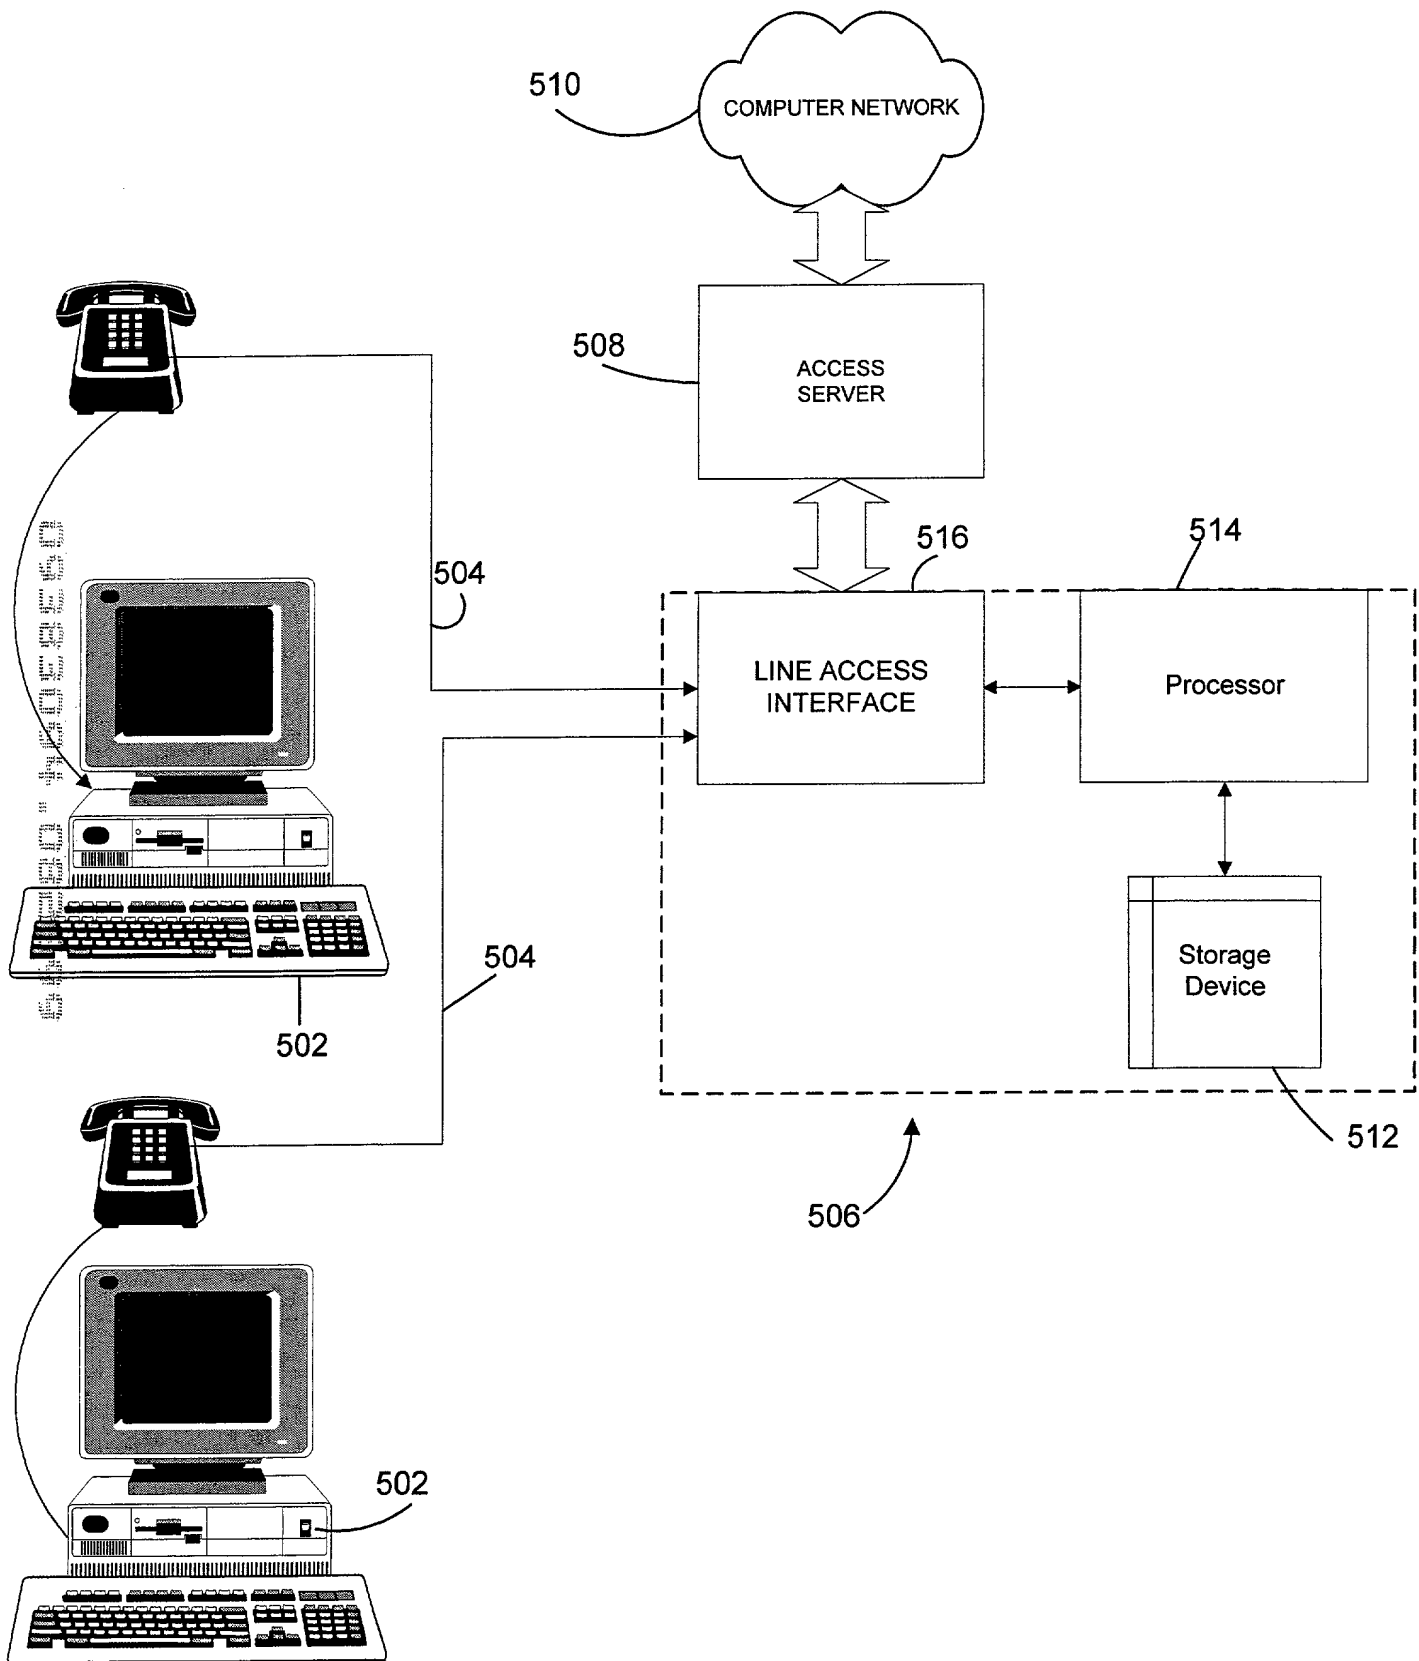 510
COMPUTER NETWORK
508
ACCESS
SERVER
516
514
504
LINE ACCESS
INTERFACE
Processor
504
Storage
Device
502
512
506
502